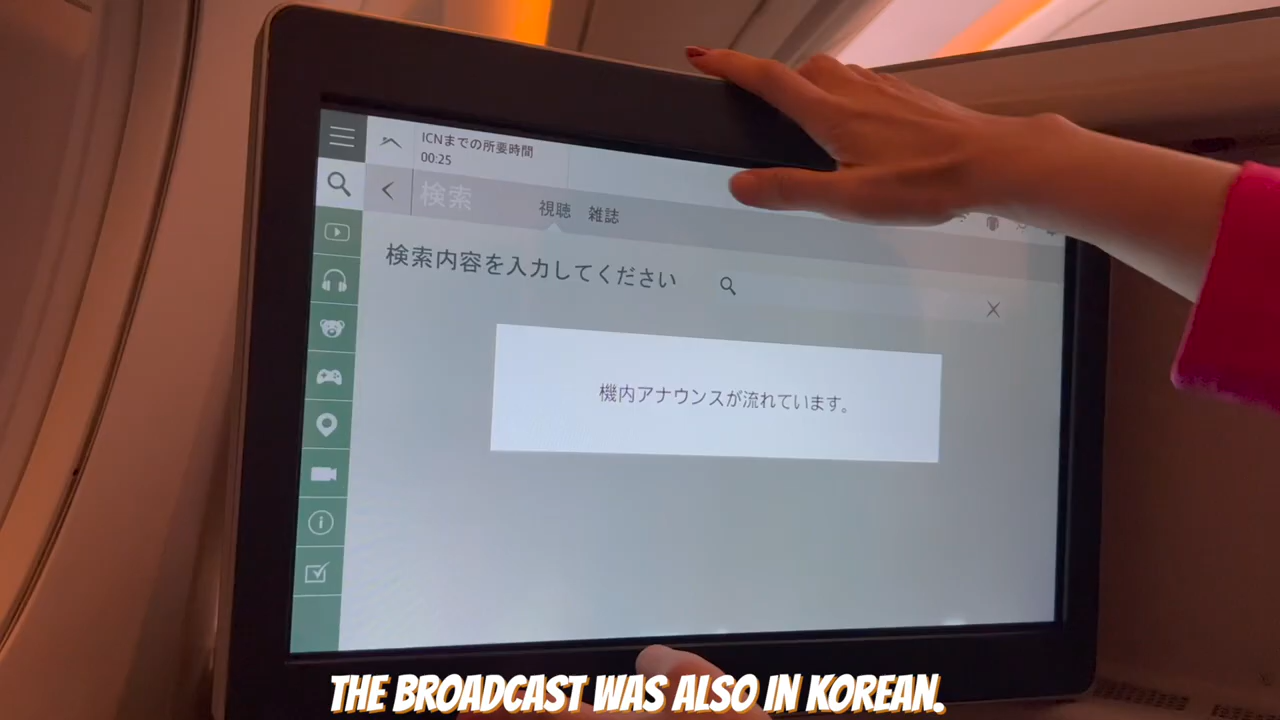 ICNまでの所要時間
00:25
検索
視聴 雑誌
検索内容を入力してください
機内アナウンスが流れています。
THE BROADCAST WAS ALSO IN KOREAN.